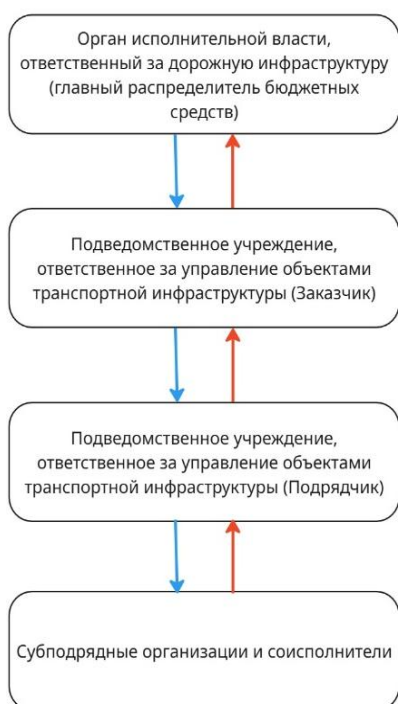 Орган исполнительной власти,
ответственный за дорожную инфраструктуру
(главный распределитель бюджетных
средств)
Подведомственное учреждение,
ответственное за управление объектами
транспортной инфраструктуры (Заказчик)
Подведомственное учреждение,
ответственное за управление объектами
транспортной инфраструктуры (Подрядчик)
Субподрядные организации и соисполнители